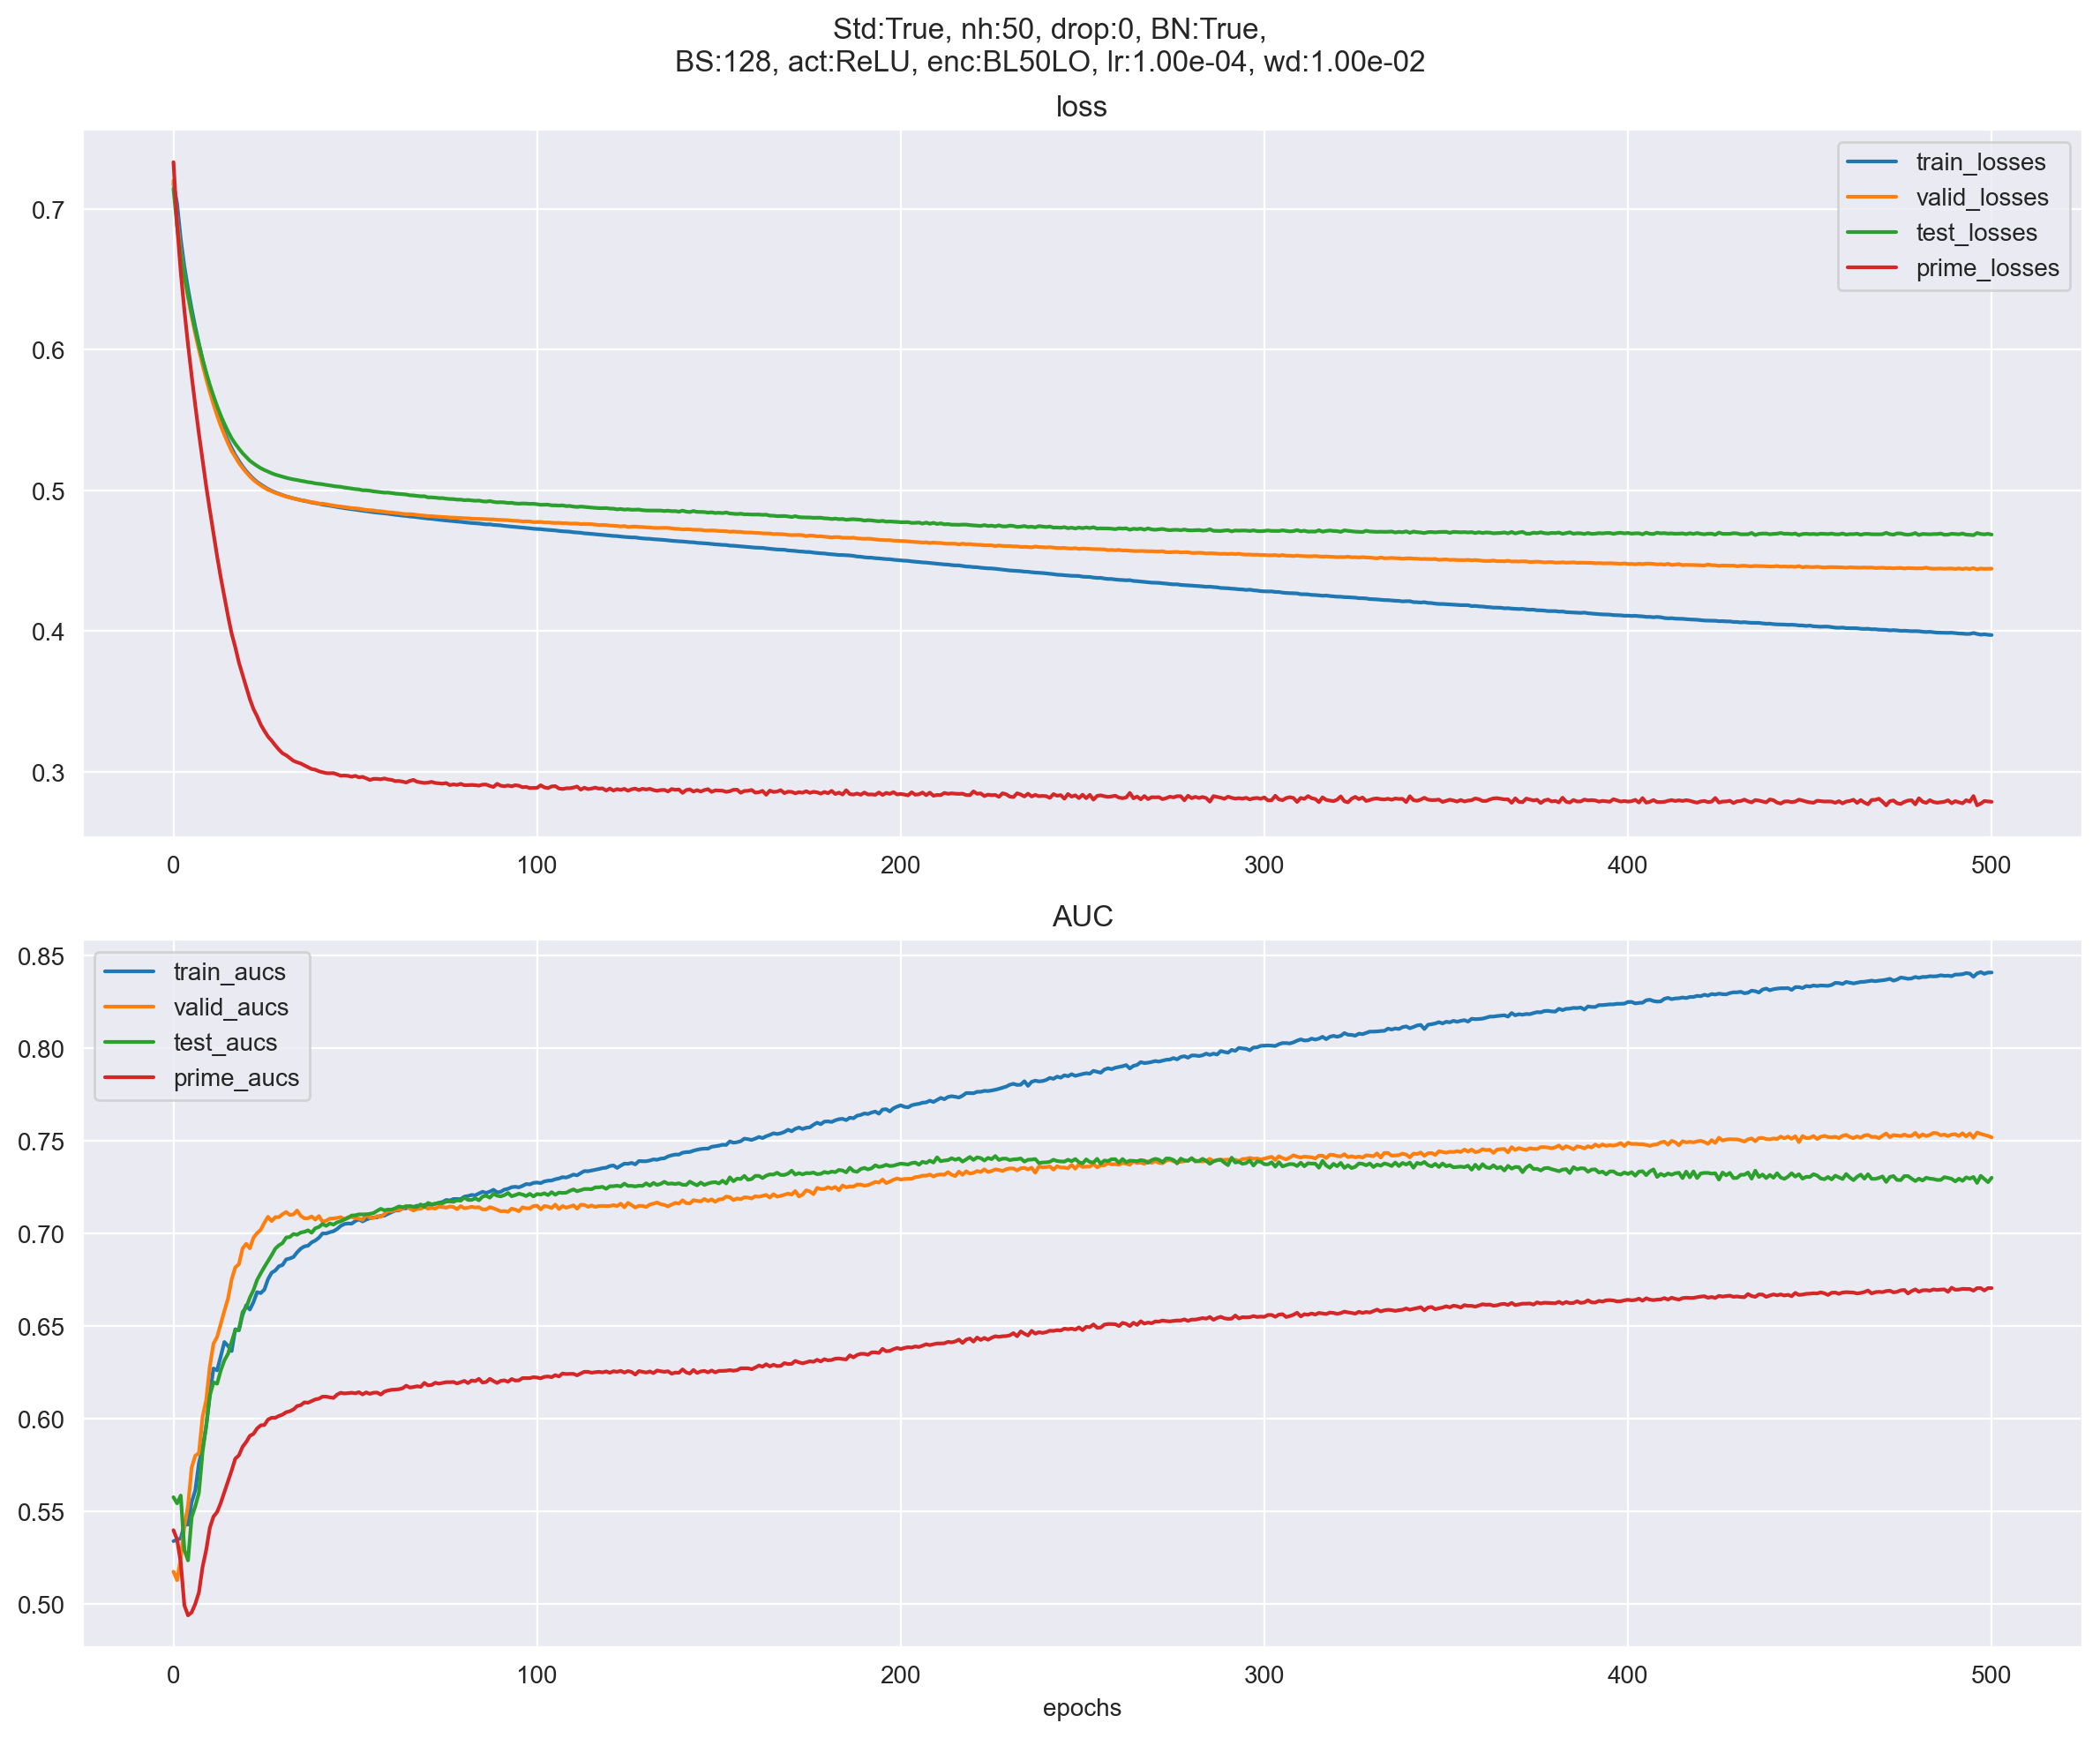 Std:True, nh:50, drop:0, BN:True,
BS:128, act:ReLU, enc:BL50LO, lr:1.00e-04, wd:1.00e-02
loss
train_losses
valid_losses
test_losses
prime_losses
0.7
0.6
0.5
0.4
0.3
0 100 200 300 400 500
AUC
train_aucs
valid_aucs
test_aucs
prime_aucs
0.85
0.80
0.75
0.70
0.65
0.60
0.55
0.50
0 100 200 300 400 500
epochs